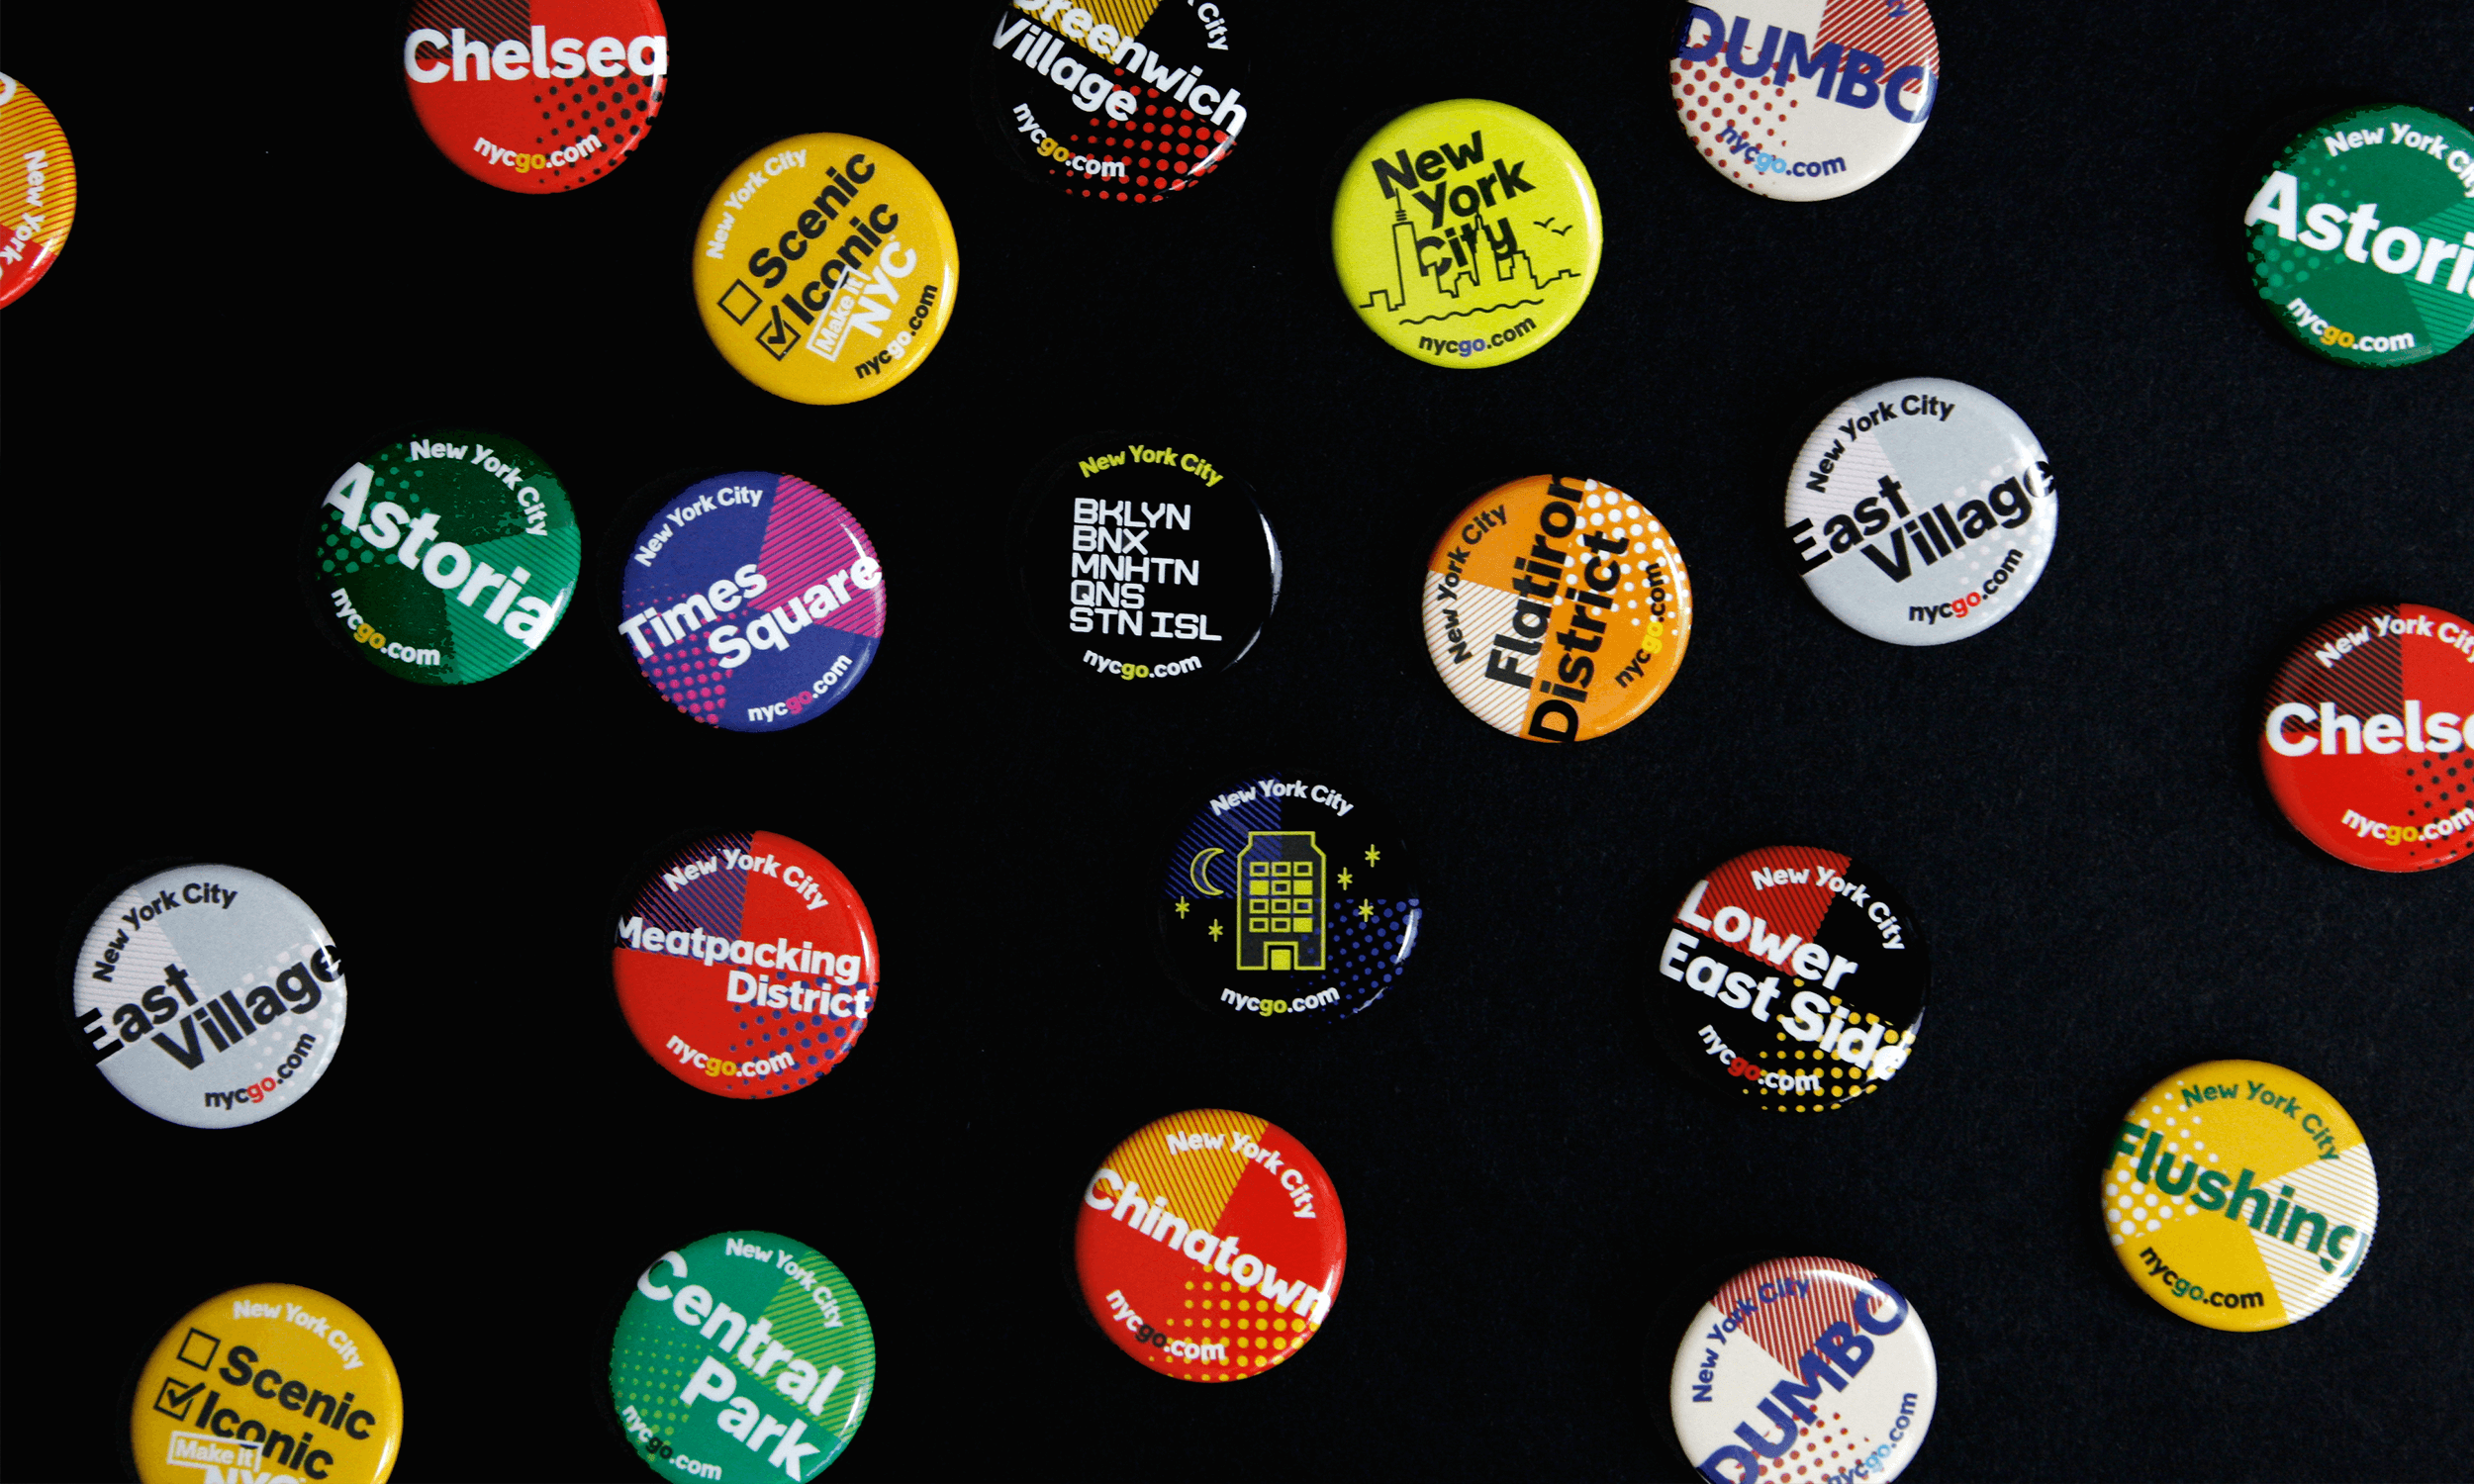 Chelsea
nycgo.com
Greenwich
Village
nycgo.com
DUMBO
nycgo.com
New York City
Scenic
Iconic
Make it
NYC
nycgo.com
New
York
City
nycgo.com
New York City
Astoria
nycgo.com
New York
New York City
Astoria
nycgo.com
New York City
Times
Square
nycgo.com
New York City
BKLYN
BNX
MNHTN
QNS
STN ISL
nycgo.com
New York City
Flatiron
District
nycgo.com
New York City
East
Village
nycgo.com
New York City
Chelsea
nycgo.com
New York City
East
Village
nycgo.com
New York City
Meatpacking
District
nycgo.com
New York City
nycgo.com
New York City
Lower
East Side
nycgo.com
New York City
Flushing
nycgo.com
New York City
Chinatown
nycgo.com
New York City
Scenic
Iconic
Make it
NYC
New York City
Central
Park
nycgo.com
New York City
DUMBO
nycgo.com